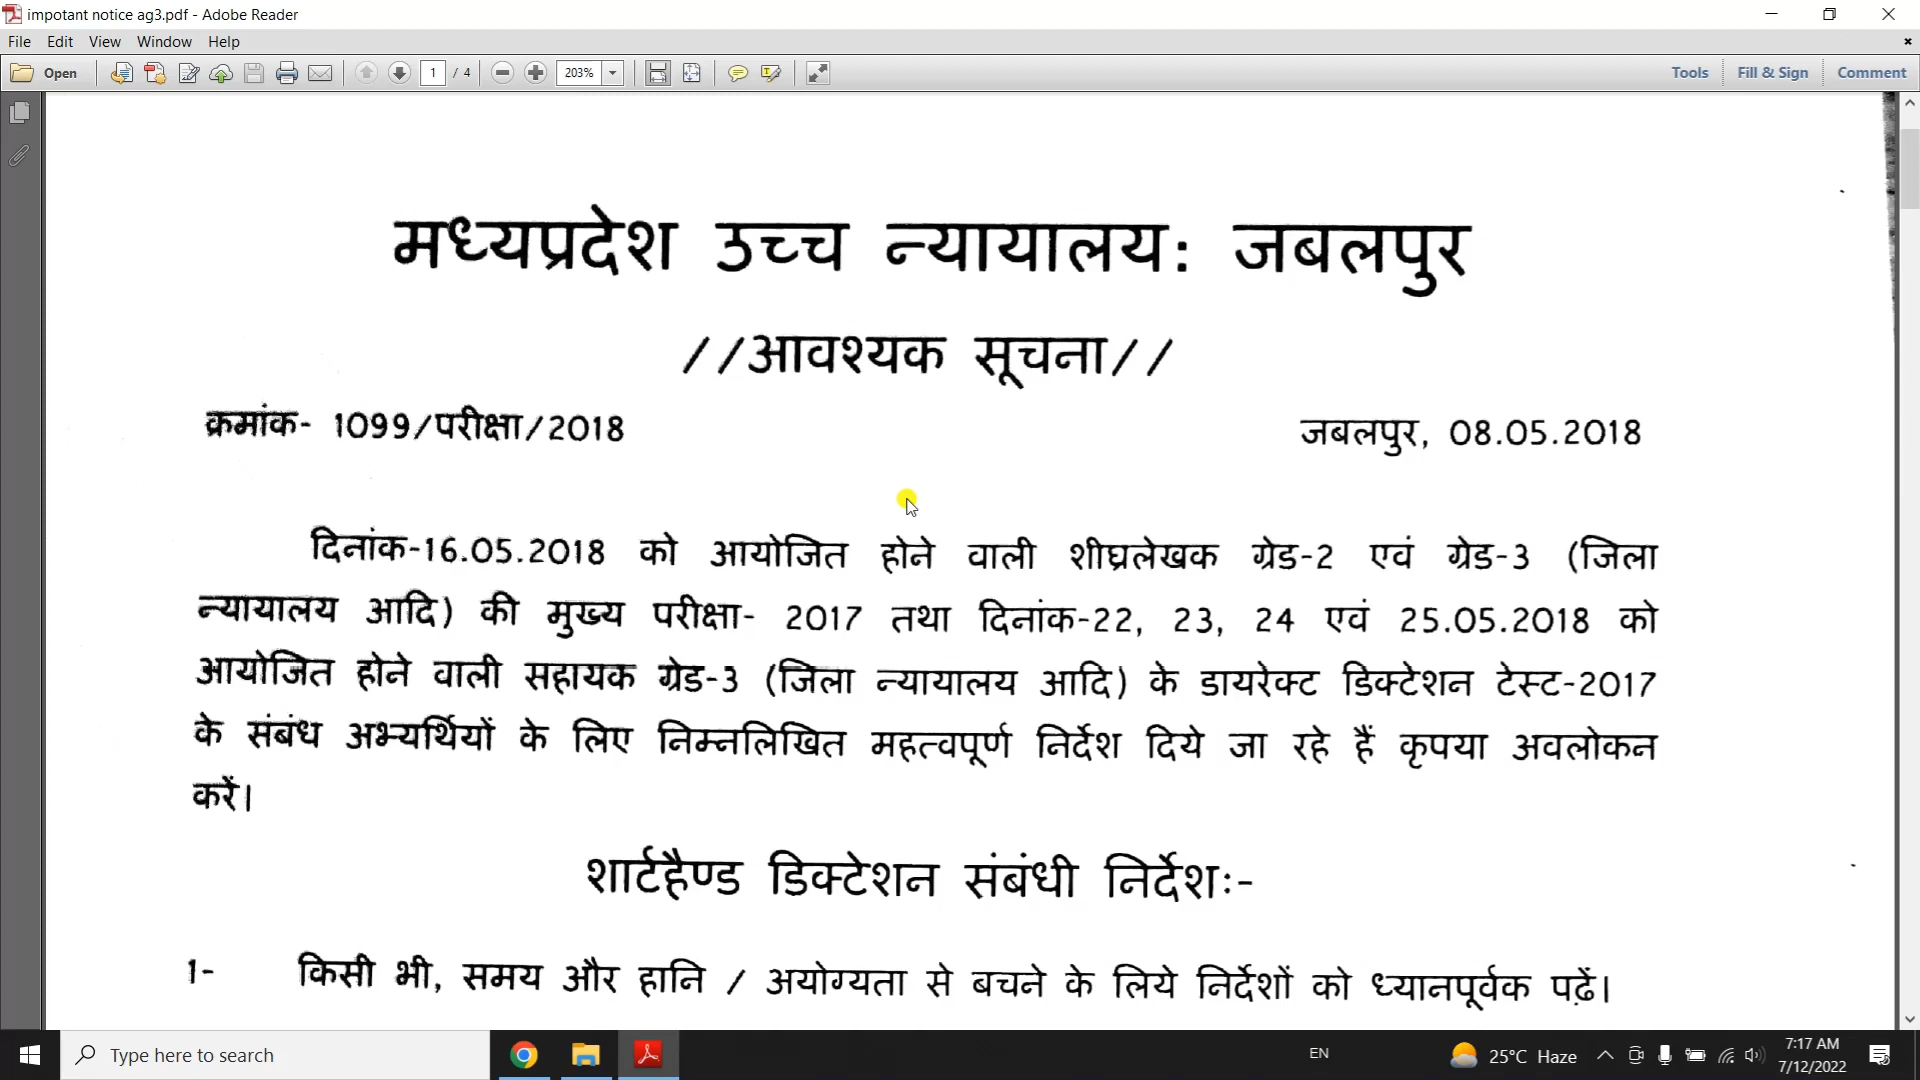 impotant notice ag3.pdf - Adobe Reader
File Edit View Window Help
Open 1 / 4 203% Tools Fill & Sign Comment
मध्यप्रदेश उच्च न्यायालय: जबलपुर
//आवश्यक सूचना//
क्रमांक- 1099/परीक्षा/2018 जबलपुर, 08.05.2018
दिनांक-16.05.2018 को आयोजित होने वाली शीघ्रलेखक ग्रेड-2 एवं ग्रेड-3 (जिला
न्यायालय आदि) की मुख्य परीक्षा- 2017 तथा दिनांक-22, 23, 24 एवं 25.05.2018 को
आयोजित होने वाली सहायक ग्रेड-3 (जिला न्यायालय आदि) के डायरेक्ट डिक्टेशन टेस्ट-2017
के संबंध अभ्यर्थियों के लिए निम्नलिखित महत्वपूर्ण निर्देश दिये जा रहे हैं कृपया अवलोकन
करें।
शार्टहैण्ड डिक्टेशन संबंधी निर्देश:-
1- किसी भी, समय और हानि / अयोग्यता से बचने के लिये निर्देशों को ध्यानपूर्वक पढ़ें।
Type here to search EN 25°C Haze 7:17 AM
7/12/2022